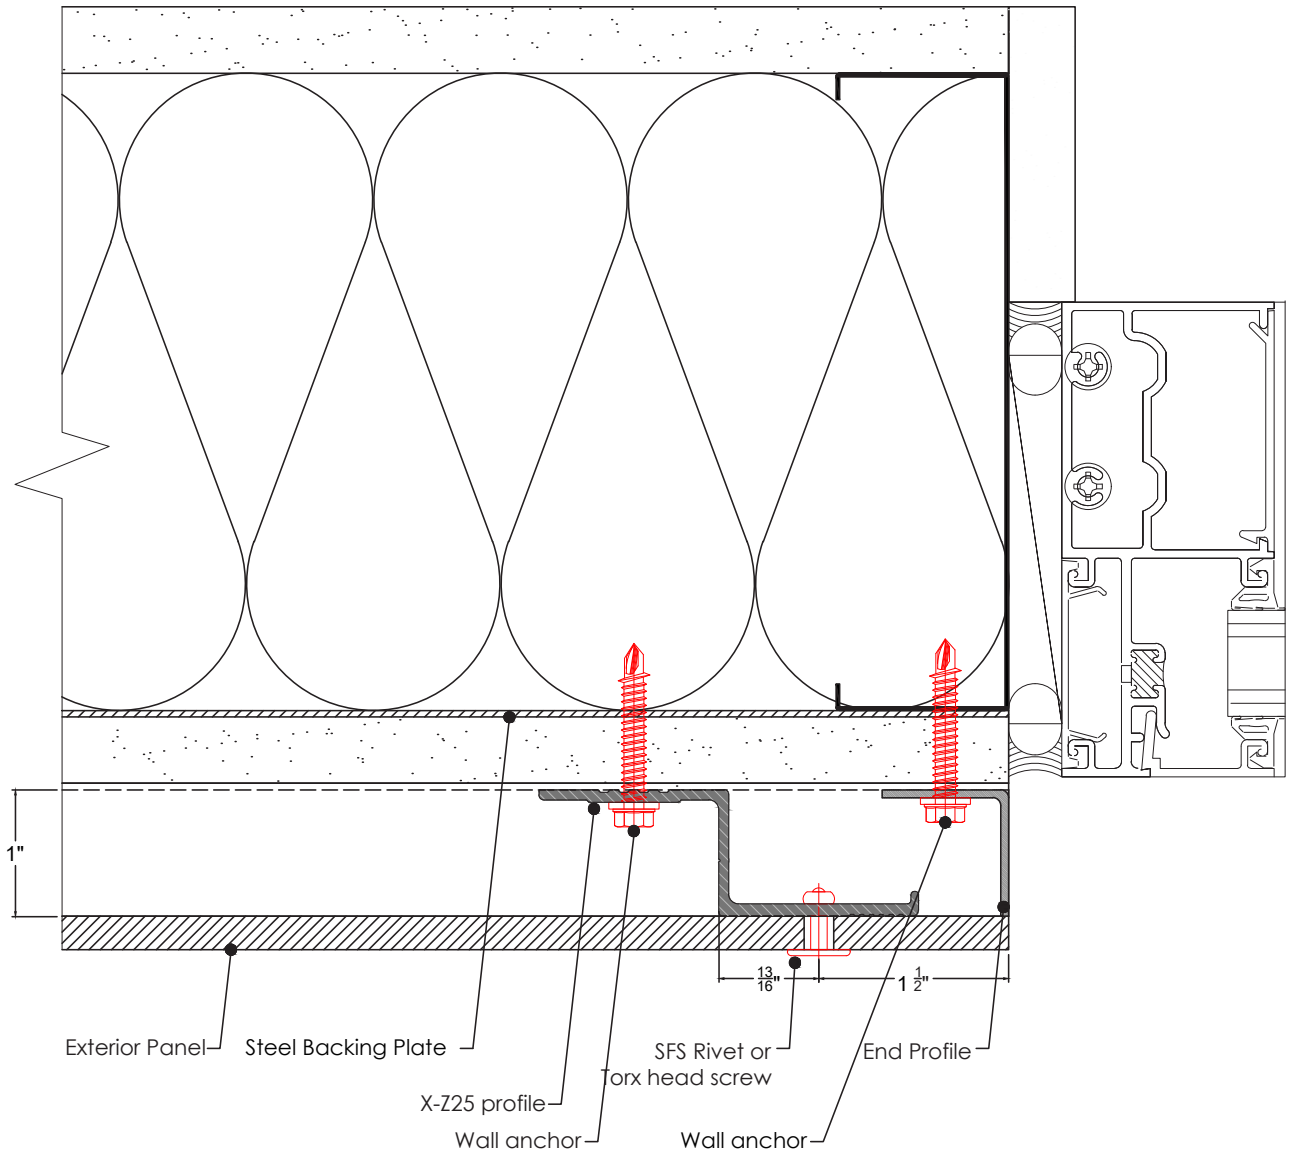 1"
13/16"
1 1/2"
Exterior Panel
Steel Backing Plate
SFS Rivet or
Torx head screw
End Profile
X-Z25 profile
Wall anchor
Wall anchor